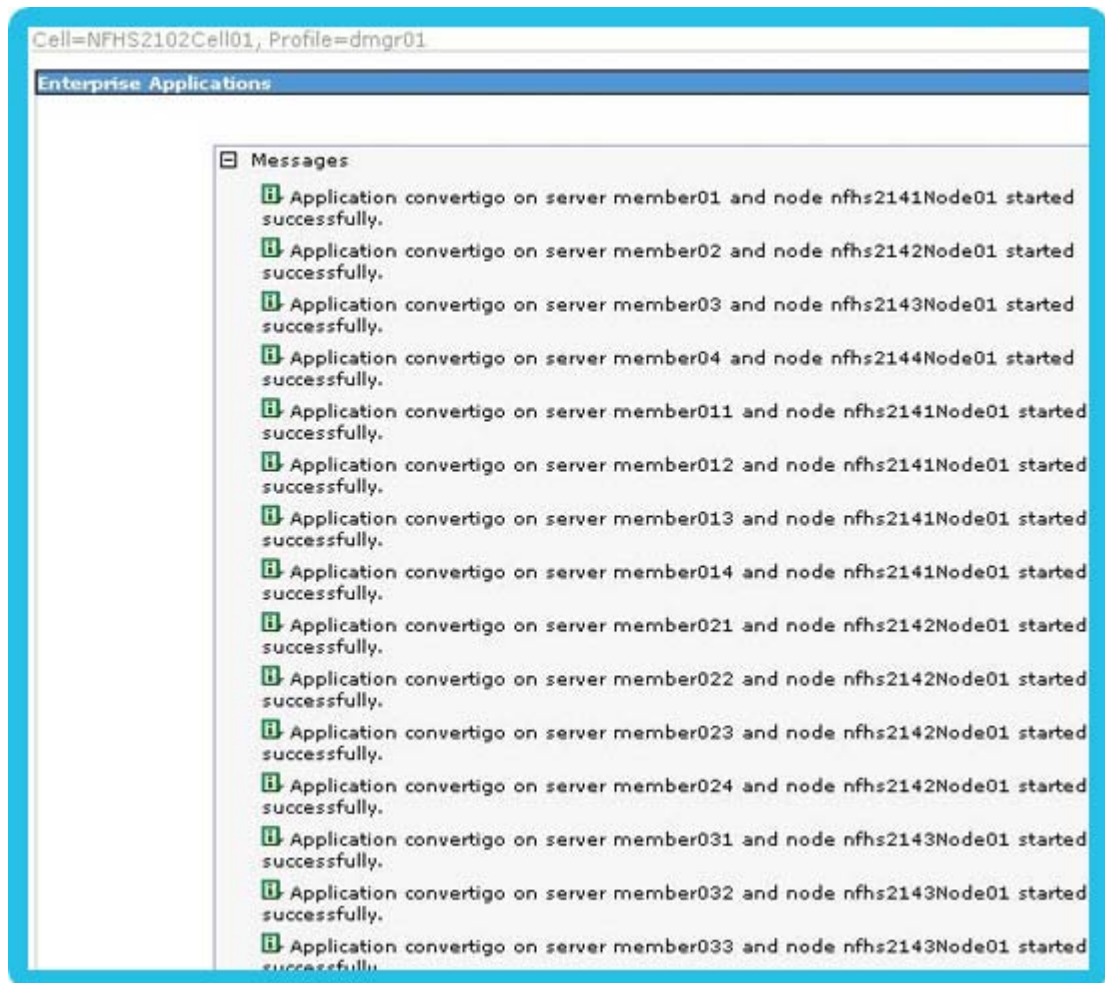 Cell=NFHS2102Cell01, Profile=dmgr01
Enterprise Applications
Messages
Application convertigo on server member01 and node nfhs2141Node01 started
successfully.
Application convertigo on server member02 and node nfhs2142Node01 started
successfully.
Application convertigo on server member03 and node nfhs2143Node01 started
successfully.
Application convertigo on server member04 and node nfhs2144Node01 started
successfully.
Application convertigo on server member011 and node nfhs2141Node01 started
successfully.
Application convertigo on server member012 and node nfhs2141Node01 started
successfully.
Application convertigo on server member013 and node nfhs2141Node01 started
successfully.
Application convertigo on server member014 and node nfhs2141Node01 started
successfully.
Application convertigo on server member021 and node nfhs2142Node01 started
successfully.
Application convertigo on server member022 and node nfhs2142Node01 started
successfully.
Application convertigo on server member023 and node nfhs2142Node01 started
successfully.
Application convertigo on server member024 and node nfhs2142Node01 started
successfully.
Application convertigo on server member031 and node nfhs2143Node01 started
successfully.
Application convertigo on server member032 and node nfhs2143Node01 started
successfully.
Application convertigo on server member033 and node nfhs2143Node01 started
successfully